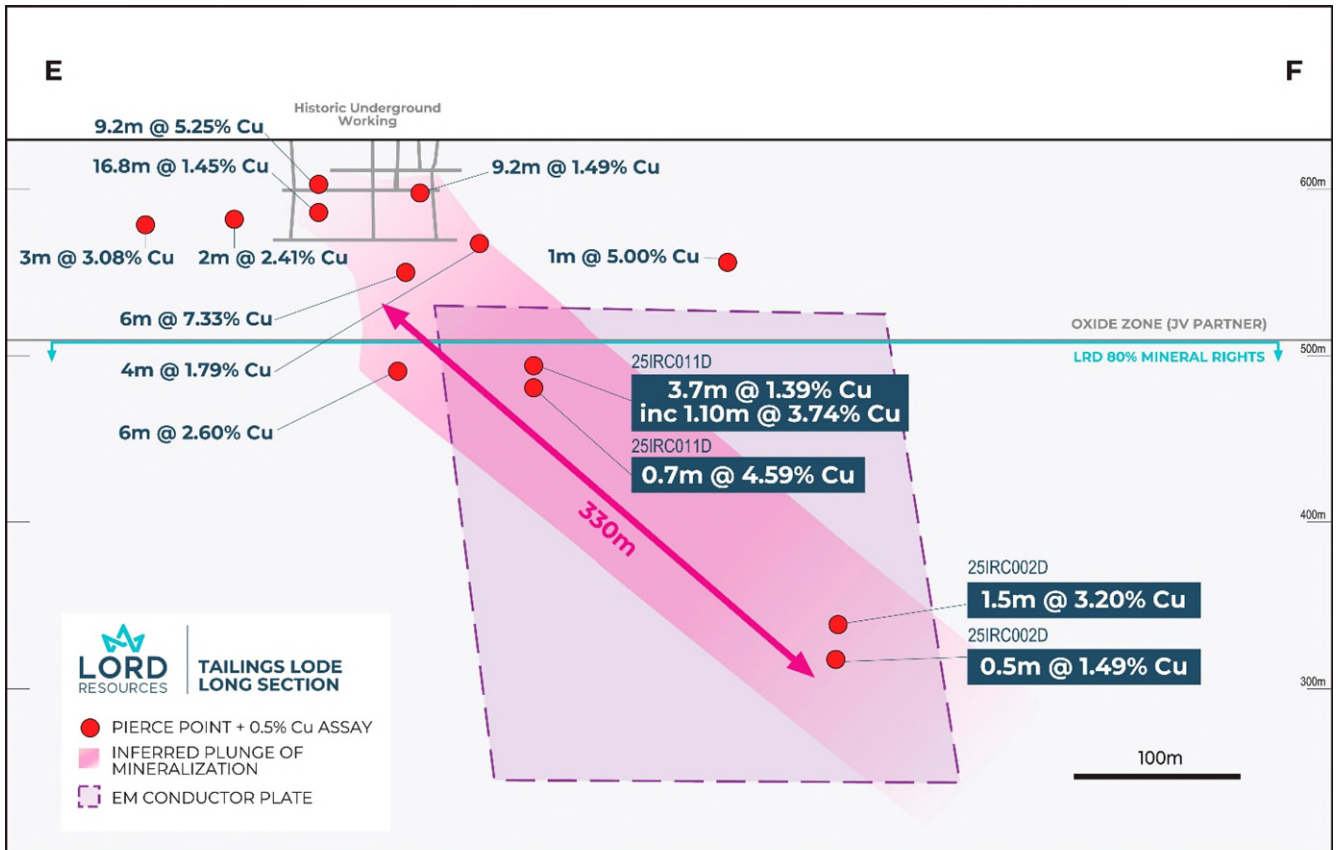 E
F
Historic Underground
Working
9.2m @ 5.25% Cu
16.8m @ 1.45% Cu
9.2m @ 1.49% Cu
600m
3m @ 3.08% Cu
2m @ 2.41% Cu
1m @ 5.00% Cu
6m @ 7.33% Cu
OXIDE ZONE (JV PARTNER)
500m
LRD 80% MINERAL RIGHTS
4m @ 1.79% Cu
25IRC011D
3.7m @ 1.39% Cu
inc 1.10m @ 3.74% Cu
6m @ 2.60% Cu
25IRC011D
0.7m @ 4.59% Cu
330m
400m
25IRC002D
1.5m @ 3.20% Cu
25IRC002D
0.5m @ 1.49% Cu
300m
LORD
RESOURCES
TAILINGS LODE
LONG SECTION
PIERCE POINT + 0.5% Cu ASSAY
INFERRED PLUNGE OF
MINERALIZATION
EM CONDUCTOR PLATE
100m